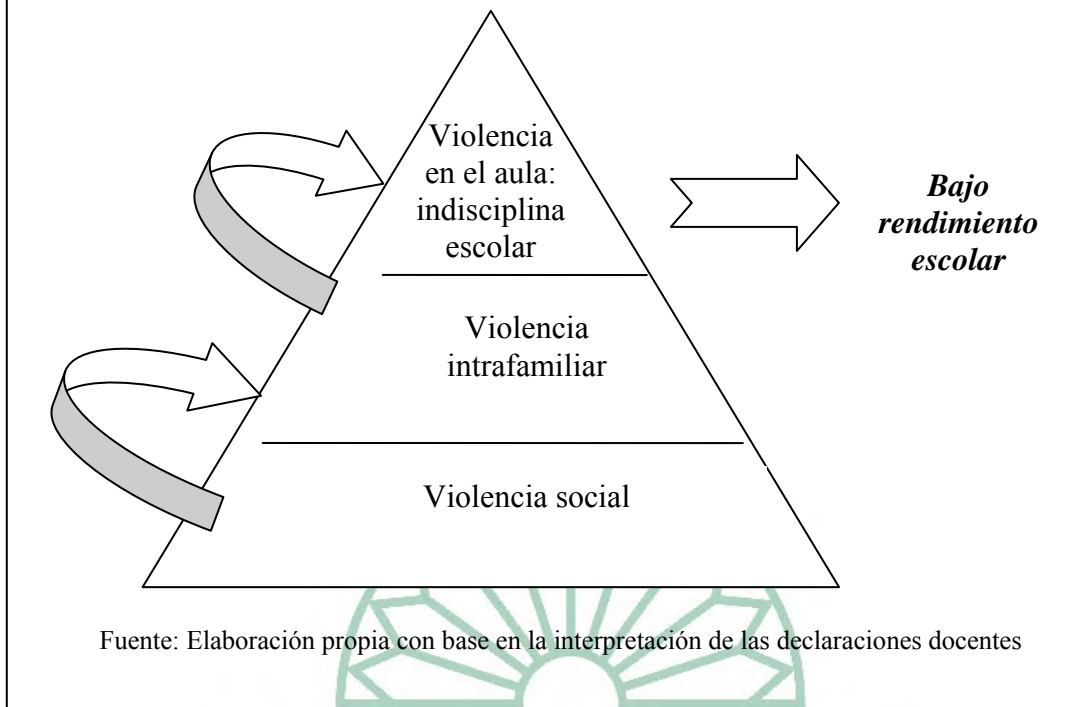 Violencia
en el aula:
indisciplina
escolar
Bajo
rendimiento
escolar
Violencia
intrafamiliar
Violencia social
Fuente: Elaboración propia con base en la interpretación de las declaraciones docentes